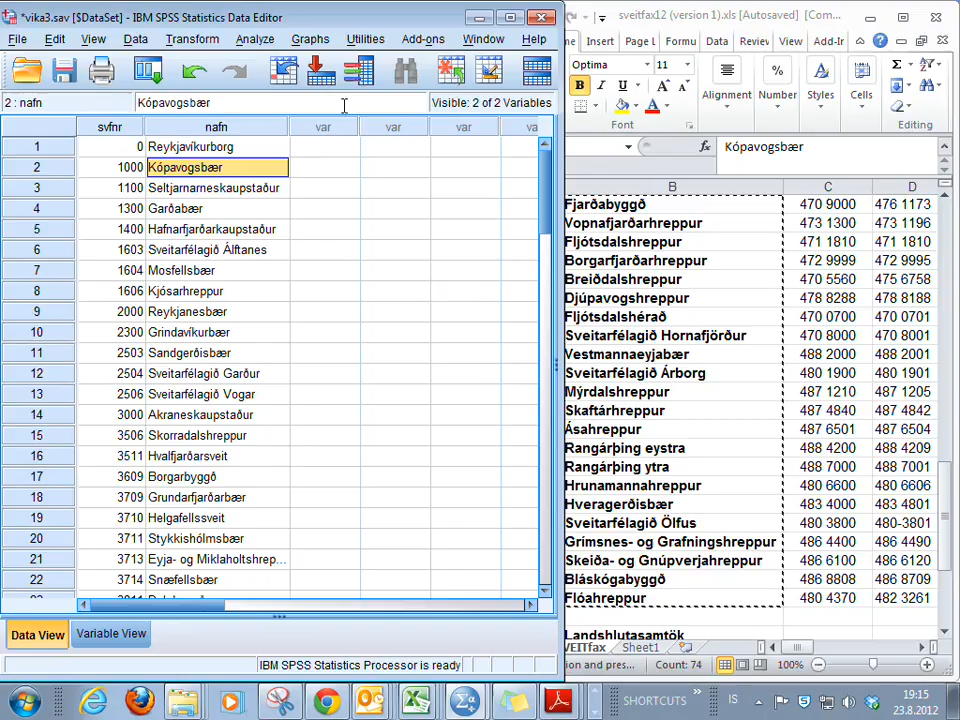 *vika3.sav [$DataSet] - IBM SPSS Statistics Data Editor
File Edit View Data Transform Analyze Graphs Utilities Add-ons Window Help
2 : nafn Kópavogsbær Visible: 2 of 2 Variables
svfnr nafn var var var va
1 0 Reykjavíkurborg
2 1000 Kópavogsbær
3 1100 Seltjarnarneskaupstaður
4 1300 Garðabær
5 1400 Hafnarfjarðarkaupstaður
6 1603 Sveitarfélagið Álftanes
7 1604 Mosfellsbær
8 1606 Kjósarhreppur
9 2000 Reykjanesbær
10 2300 Grindavíkurbær
11 2503 Sandgerðisbær
12 2504 Sveitarfélagið Garður
13 2506 Sveitarfélagið Vogar
14 3000 Akraneskaupstaður
15 3506 Skorradalshreppur
16 3511 Hvalfjarðarsveit
17 3609 Borgarbyggð
18 3709 Grundarfjarðarbær
19 3710 Helgafellssveit
20 3711 Stykkishólmsbær
21 3713 Eyja- og Miklaholtshrep...
22 3714 Snæfellsbær
Data View Variable View
IBM SPSS Statistics Processor is ready
sveitfax12 (version 1).xls [Autosaved] [Com...
me Insert Page L Formu Data Review View Add-Ir
Optima 11
B I U A A
Alignment Number Styles Cells
Font Editing
fx Kópavogsbær
B C D
Fjarðabyggð 470 9000 476 1173
Vopnafjarðarhreppur 473 1300 473 1196
Fljótsdalshreppur 471 1810 471 1810
Borgarfjarðarhreppur 472 9999 472 9995
Breiðdalshreppur 470 5560 475 6758
Djúpavogshreppur 478 8288 478 8188
Fljótsdalshérað 470 0700 470 0701
Sveitarfélag Hornafjörður 470 8000 470 8001
Vestmannaeyjabær 488 2000 488 2001
Sveitarfélagið Árborg 480 1900 480 1901
Mýrdalshreppur 487 1210 487 1205
Skaftárhreppur 487 4840 487 4842
Ásahreppur 487 6501 487 6504
Rangárþing eystra 488 4200 488 4209
Rangárþing ytra 488 7000 488 7001
Hrunamannahreppur 480 6600 480 6606
Hveragerðisbær 483 4000 483 4801
Sveitarfélagið Ölfus 480 3800 480-3801
Grímsnes- og Grafningshreppur 486 4400 486 4490
Skeiða- og Gnúpverjahreppur 486 6100 486 6120
Bláskógabyggð 486 8808 486 8709
Flóahreppur 480 4370 482 3261
Landshlutasamtök
VEITfax Sheet1
ion and pres... Count: 74 100%
SHORTCUTS IS 19:15
23.8.2012